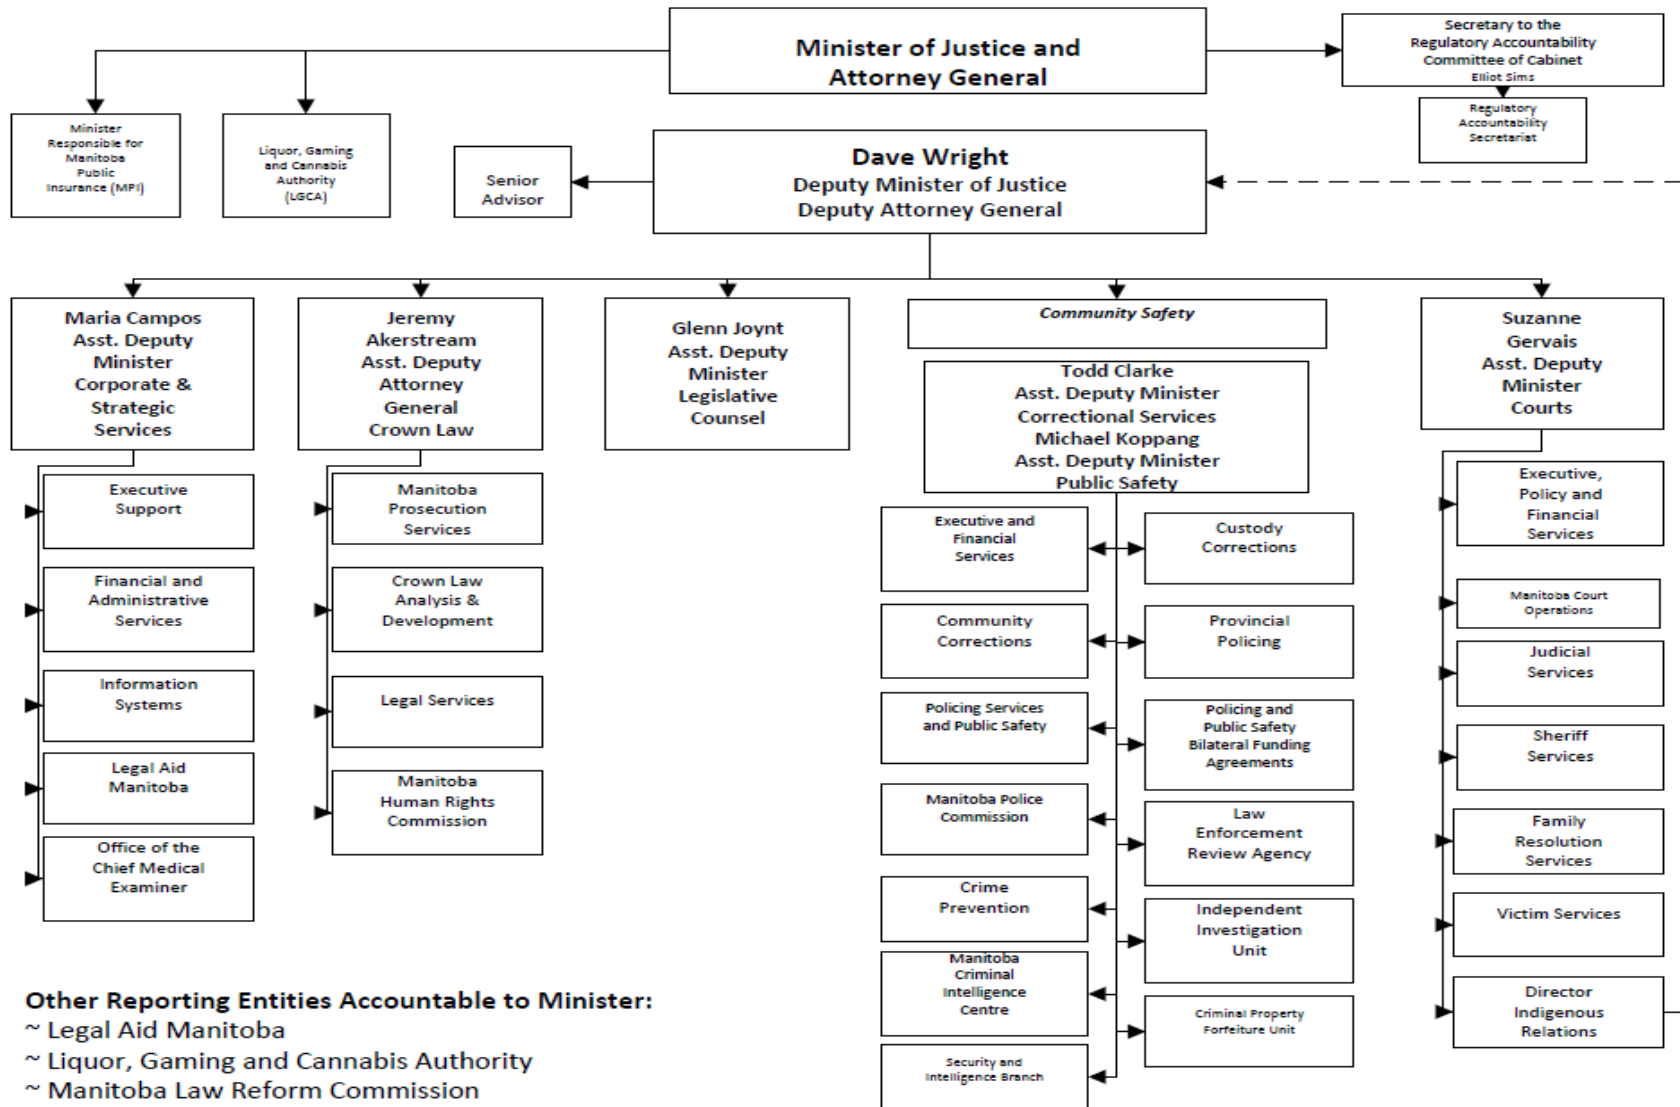 Minister of Justice and
Attorney General
Secretary to the
Regulatory Accountability
Committee of Cabinet
Elliot Sims
Regulatory
Accountability
Secretariat
Minister
Responsible for
Manitoba
Public
Insurance (MPI)
Liquor, Gaming
and Cannabis
Authority
(LGCA)
Senior
Advisor
Dave Wright
Deputy Minister of Justice
Deputy Attorney General
Maria Campos
Asst. Deputy
Minister
Corporate &
Strategic
Services
Executive
Support
Financial and
Administrative
Services
Information
Systems
Legal Aid
Manitoba
Office of the
Chief Medical
Examiner
Jeremy
Akerstream
Asst. Deputy
Attorney
General
Crown Law
Manitoba
Prosecution
Services
Crown Law
Analysis &
Development
Legal Services
Manitoba
Human Rights
Commission
Glenn Joynt
Asst. Deputy
Minister
Legislative
Counsel
Community Safety
Todd Clarke
Asst. Deputy Minister
Correctional Services
Michael Koppang
Asst. Deputy Minister
Public Safety
Executive and
Financial
Services
Custody
Corrections
Community
Corrections
Provincial
Policing
Policing Services
and Public Safety
Policing and
Public Safety
Bilateral Funding
Agreements
Manitoba Police
Commission
Law
Enforcement
Review Agency
Crime
Prevention
Independent
Investigation
Unit
Manitoba
Criminal
Intelligence
Centre
Criminal Property
Forfeiture Unit
Security and
Intelligence Branch
Suzanne
Gervais
Asst. Deputy
Minister
Courts
Executive,
Policy and
Financial
Services
Manitoba Court
Operations
Judicial
Services
Sheriff
Services
Family
Resolution
Services
Victim Services
Director
Indigenous
Relations
Other Reporting Entities Accountable to Minister:
~ Legal Aid Manitoba
~ Liquor, Gaming and Cannabis Authority
~ Manitoba Law Reform Commission